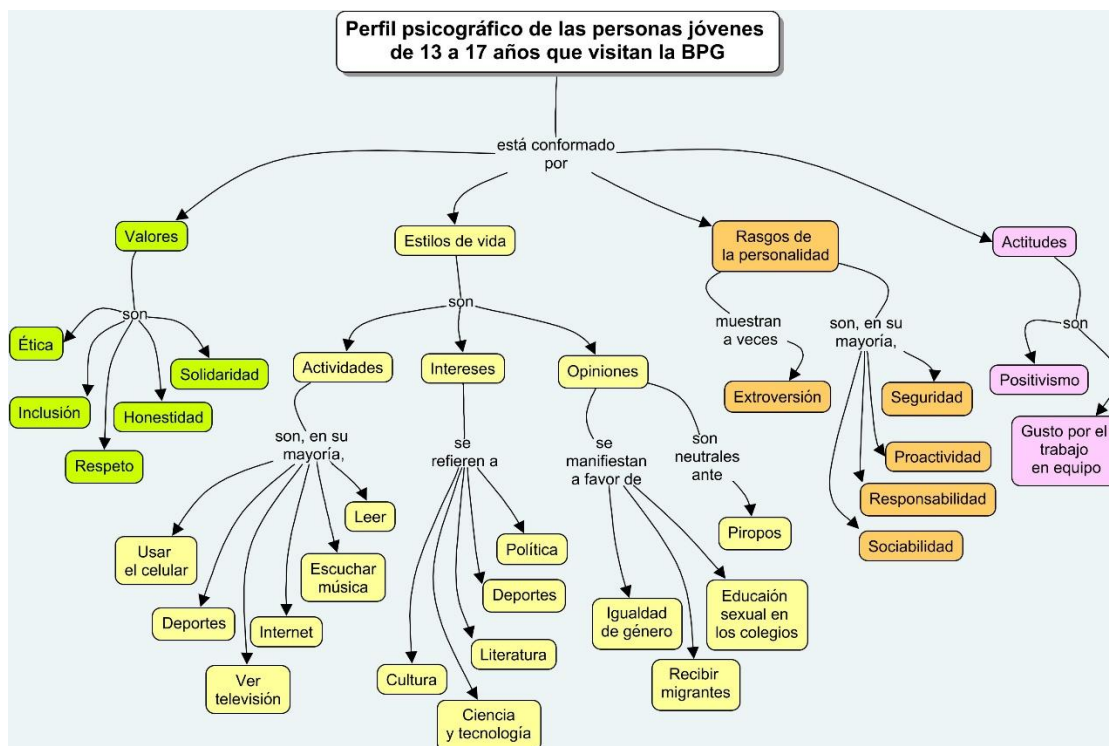 Perfil psicográfico de las personas jóvenes
de 13 a 17 años que visitan la BPG
está conformado
por
Valores
son
Ética
Inclusión
Respeto
Honestidad
Solidaridad
Estilos de vida
son
Actividades
son, en su
mayoría,
Usar
el celular
Deportes
Ver
televisión
Internet
Escuchar
música
Leer
Intereses
se
refieren a
Cultura
Ciencia
y tecnología
Literatura
Deportes
Política
Opiniones
se
manifiestan
a favor de
Igualdad
de género
Recibir
migrantes
Educaión
sexual en
los colegios
son
neutrales
ante
Piropos
Rasgos de
la personalidad
muestran
a veces
Extroversión
son, en su
mayoría,
Sociabilidad
Responsabilidad
Proactividad
Seguridad
Actitudes
son
Positivismo
Gusto por el
trabajo
en equipo